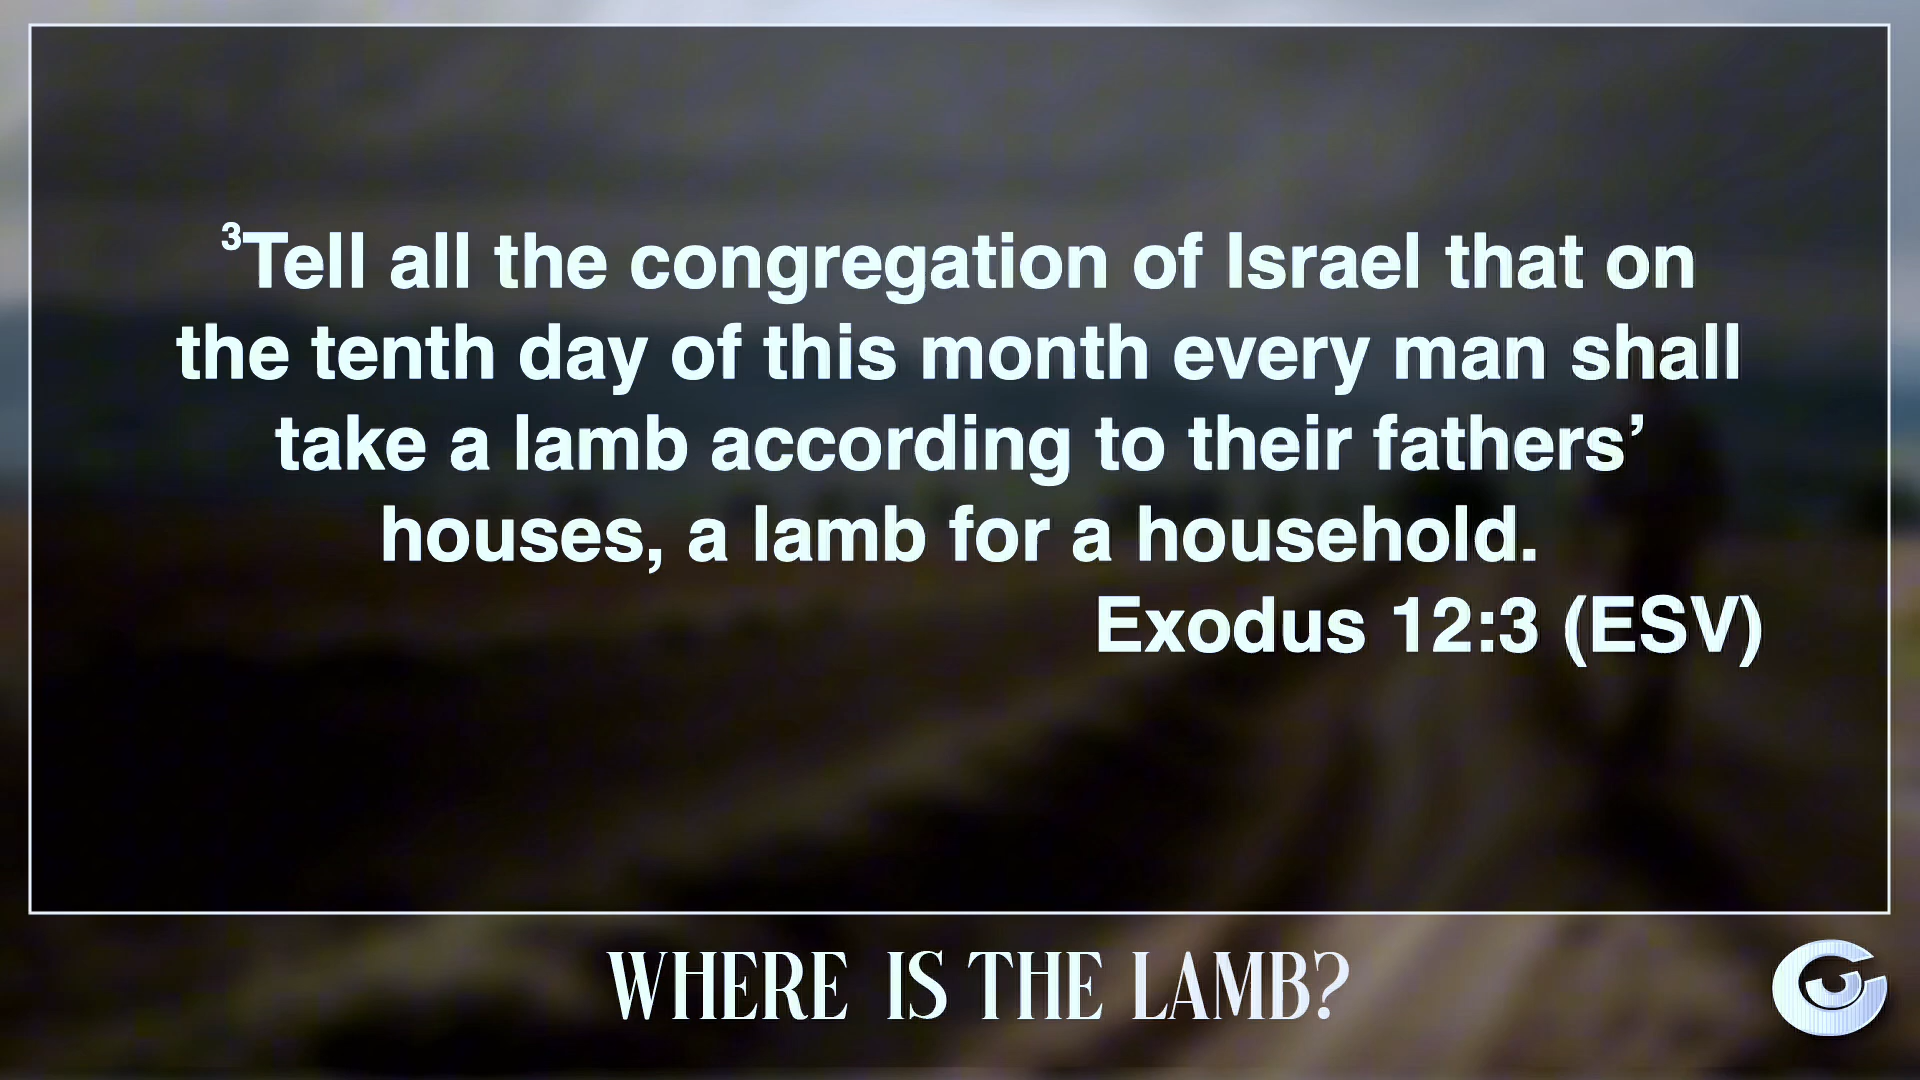 ³Tell all the congregation of Israel that on
the tenth day of this month every man shall
take a lamb according to their fathers’
houses, a lamb for a household.
Exodus 12:3 (ESV)
WHERE IS THE LAMB?